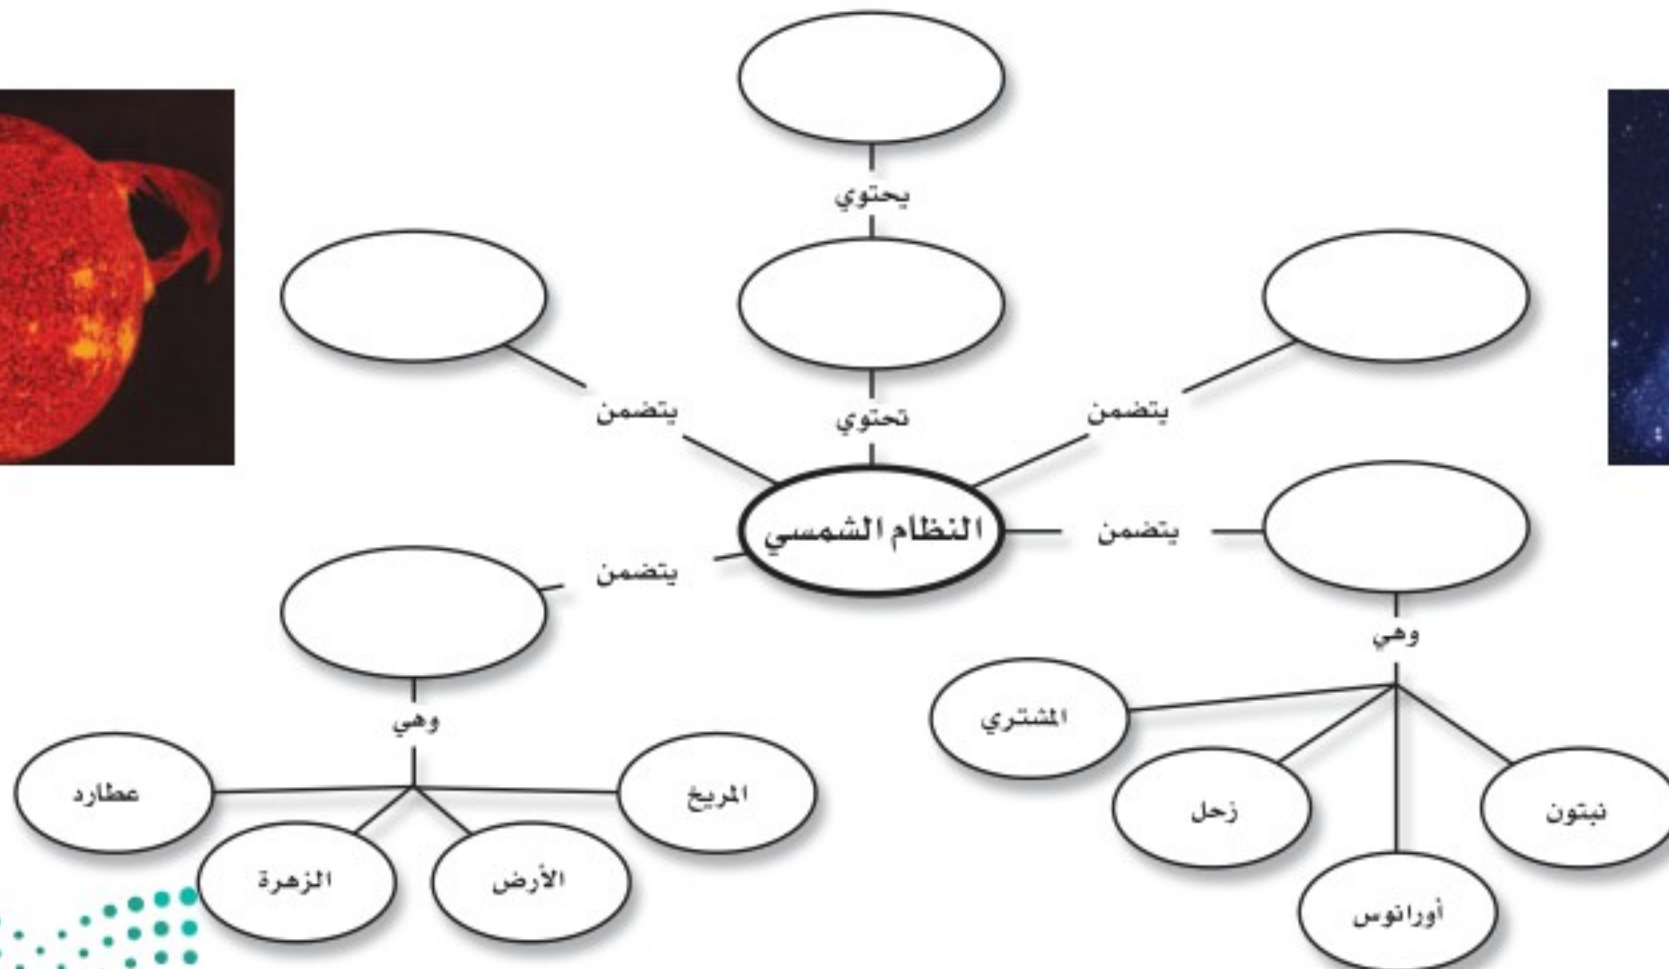 يحتوي
تحتوي
يتضمن
يتضمن
النظام الشمسي
يتضمن
يتضمن
وهي
المشتري
زحل
أورانوس
نبتون
وهي
المريخ
الأرض
الزهرة
عطارد